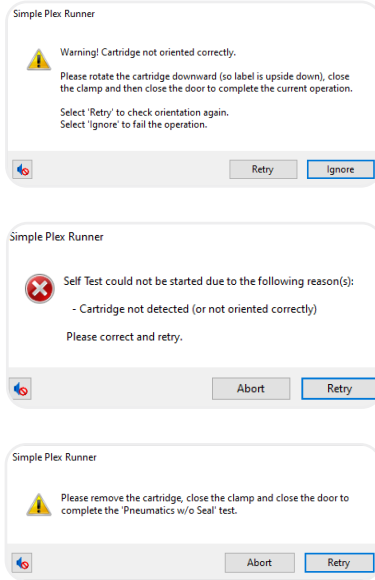 Simple Plex Runner
Warning! Cartridge not oriented correctly.
Please rotate the cartridge downward (so label is upside down), close
the clamp and then close the door to complete the current operation.
Select 'Retry' to check orientation again.
Select 'Ignore' to fail the operation.
Retry Ignore
Simple Plex Runner
Self Test could not be started due to the following reason(s):
- Cartridge not detected (or not oriented correctly)
Please correct and retry.
Abort Retry
Simple Plex Runner
Please remove the cartridge, close the clamp and close the door to
complete the 'Pneumatics w/o Seal' test.
Abort Retry